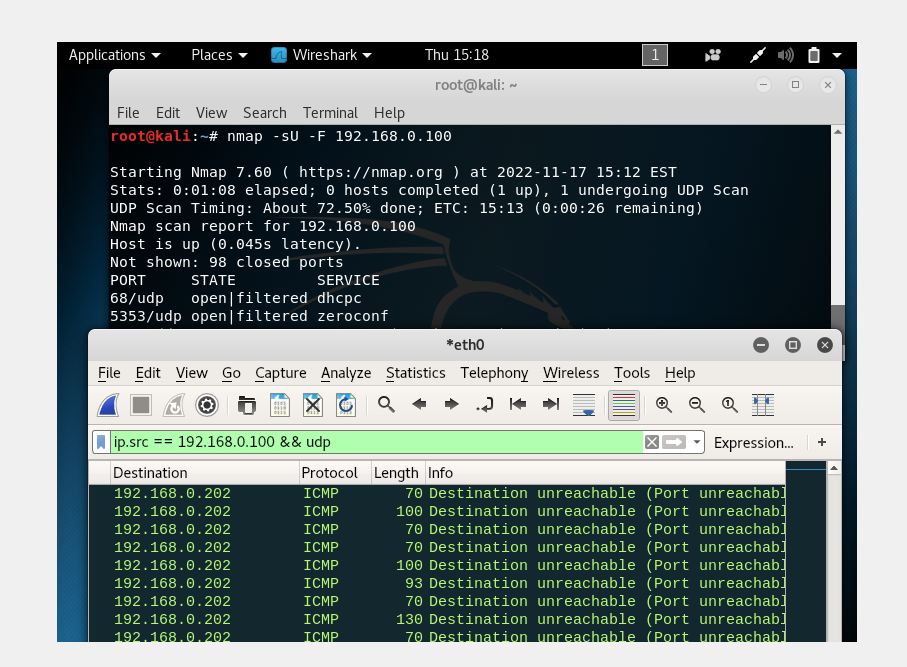 Applications Places Wireshark Thu 15:18 1
root@kali: ~
File Edit View Search Terminal Help
root@kali:~# nmap -sU -F 192.168.0.100
Starting Nmap 7.60 ( https://nmap.org ) at 2022-11-17 15:12 EST
Stats: 0:01:08 elapsed; 0 hosts completed (1 up), 1 undergoing UDP Scan
UDP Scan Timing: About 72.50% done; ETC: 15:13 (0:00:26 remaining)
Nmap scan report for 192.168.0.100
Host is up (0.045s latency).
Not shown: 98 closed ports
PORT STATE SERVICE
68/udp open|filtered dhcpc
5353/udp open|filtered zeroconf
*eth0
File Edit View Go Capture Analyze Statistics Telephony Wireless Tools Help
ip.src == 192.168.0.100 && udp Expression... +
Destination Protocol Length Info
192.168.0.202 ICMP 70 Destination unreachable (Port unreachabl
192.168.0.202 ICMP 100 Destination unreachable (Port unreachabl
192.168.0.202 ICMP 70 Destination unreachable (Port unreachabl
192.168.0.202 ICMP 70 Destination unreachable (Port unreachabl
192.168.0.202 ICMP 100 Destination unreachable (Port unreachabl
192.168.0.202 ICMP 93 Destination unreachable (Port unreachabl
192.168.0.202 ICMP 70 Destination unreachable (Port unreachabl
192.168.0.202 ICMP 130 Destination unreachable (Port unreachabl
192.168.0.202 ICMP 70 Destination unreachable (Port unreachabl